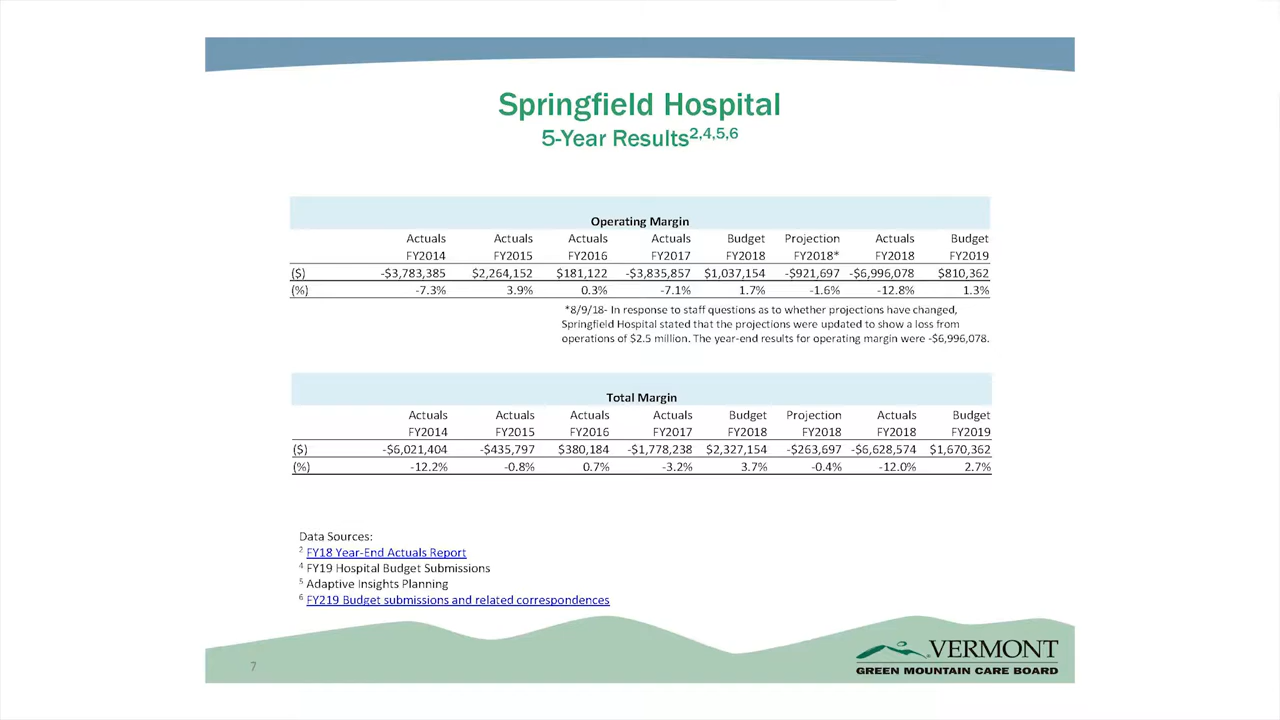 Springfield Hospital
5-Year Results2,4,5,6
Operating Margin
Actuals Actuals Actuals Actuals Budget Projection Actuals Budget
FY2014 FY2015 FY2016 FY2017 FY2018 FY2018* FY2018 FY2019
($) -$3,783,385 $2,264,152 $181,122 -$3,835,857 $1,037,154 -$921,697 -$6,996,078 $810,362
(%) -7.3% 3.9% 0.3% -7.1% 1.7% -1.6% -12.8% 1.3%
*8/9/18- In response to staff questions as to whether projections have changed,
Springfield Hospital stated that the projections were updated to show a loss from
operations of $2.5 million. The year-end results for operating margin were -$6,996,078.
Total Margin
Actuals Actuals Actuals Actuals Budget Projection Actuals Budget
FY2014 FY2015 FY2016 FY2017 FY2018 FY2018 FY2018 FY2019
($) -$6,021,404 -$435,797 $380,184 -$1,778,238 $2,327,154 -$263,697 -$6,628,574 $1,670,362
(%) -12.2% -0.8% 0.7% -3.2% 3.7% -0.4% -12.0% 2.7%
Data Sources:
2 FY18 Year-End Actuals Report
4 FY19 Hospital Budget Submissions
5 Adaptive Insights Planning
6 FY219 Budget submissions and related correspondences
7
VERMONT
GREEN MOUNTAIN CARE BOARD